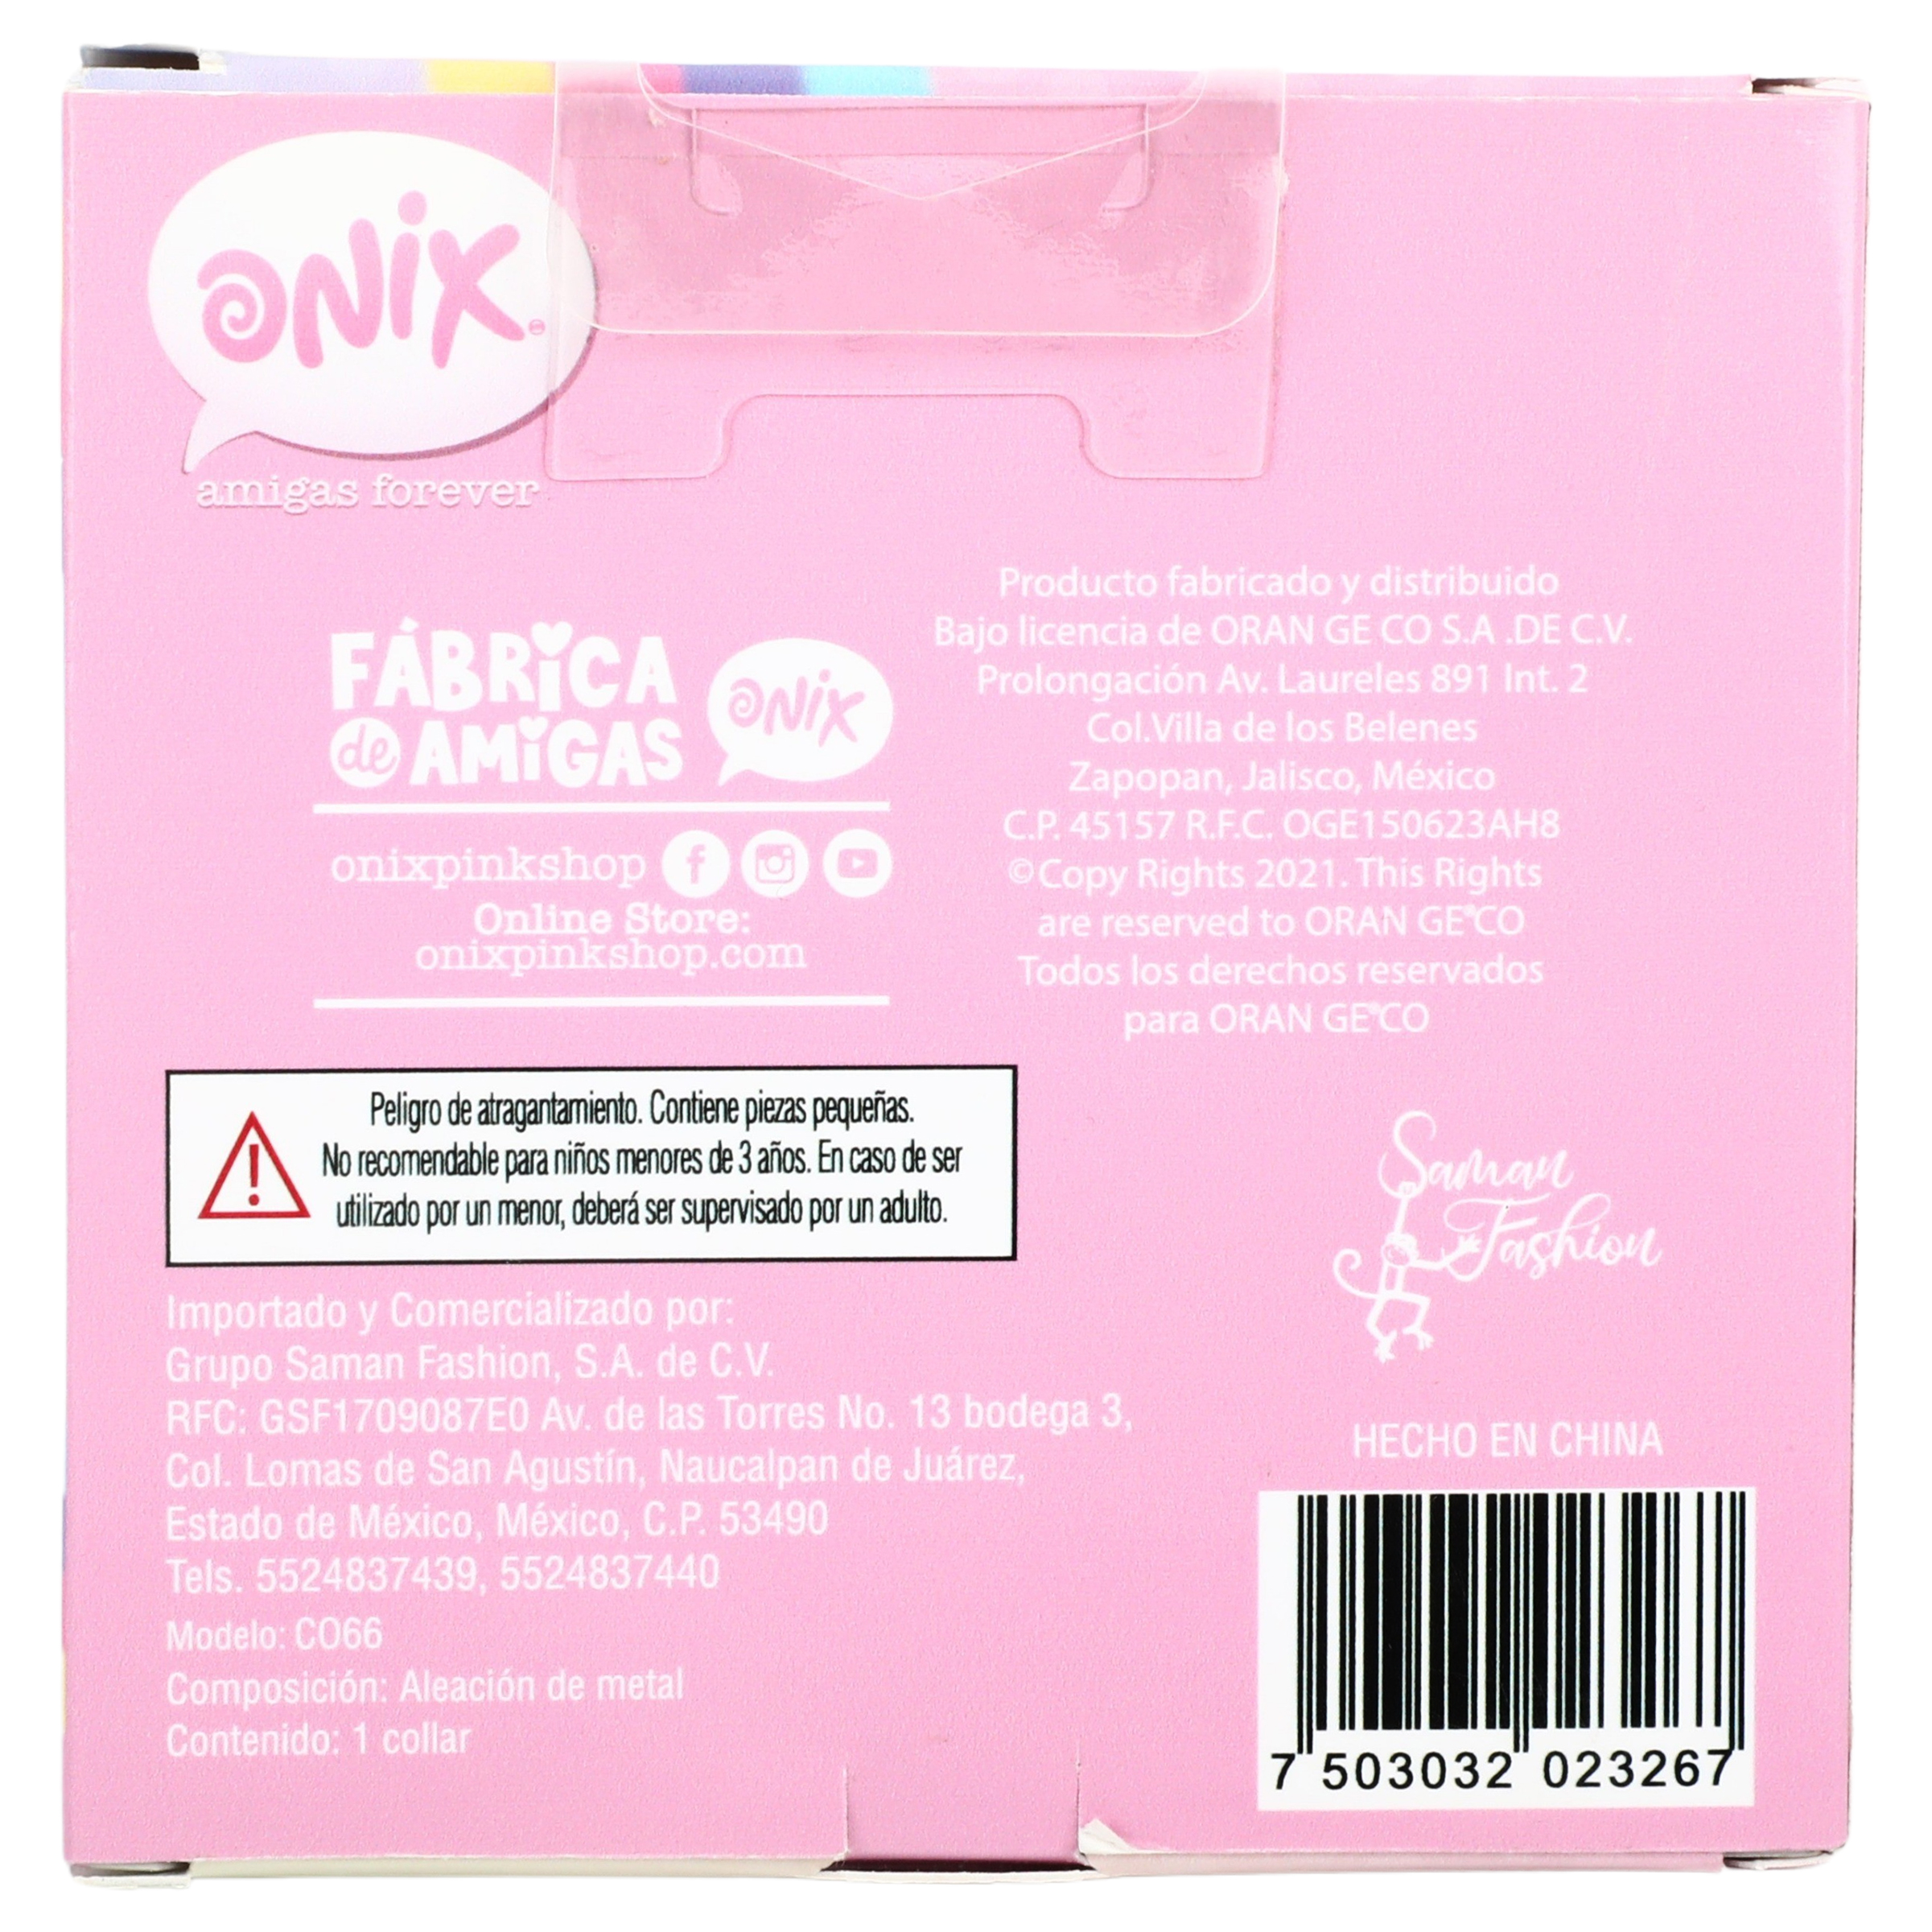 onix
amigas forever
FÁBRICA
de AMIGAS
onix
onixpinkshop
Online Store:
onixpinkshop.com
Producto fabricado y distribuido
Bajo licencia de ORAN GE CO S.A .DE C.V.
Prolongación Av. Laureles 891 Int. 2
Col.Villa de los Belenes
Zapopan, Jalisco, México
C.P. 45157 R.F.C. OGE150623AH8
©Copy Rights 2021. This Rights
are reserved to ORAN GE®CO
Todos los derechos reservados
para ORAN GE®CO
Peligro de atragantamiento. Contiene piezas pequeñas.
No recomendable para niños menores de 3 años. En caso de ser
utilizado por un menor, deberá ser supervisado por un adulto.
Importado y Comercializado por:
Grupo Saman Fashion, S.A. de C.V.
RFC: GSF1709087E0 Av. de las Torres No. 13 bodega 3,
Col. Lomas de San Agustín, Naucalpan de Juárez,
Estado de México, México, C.P. 53490
Tels. 5524837439, 5524837440
Modelo: CO66
Composición: Aleación de metal
Contenido: 1 collar
Saman
Fashion
HECHO EN CHINA
7 503032 023267